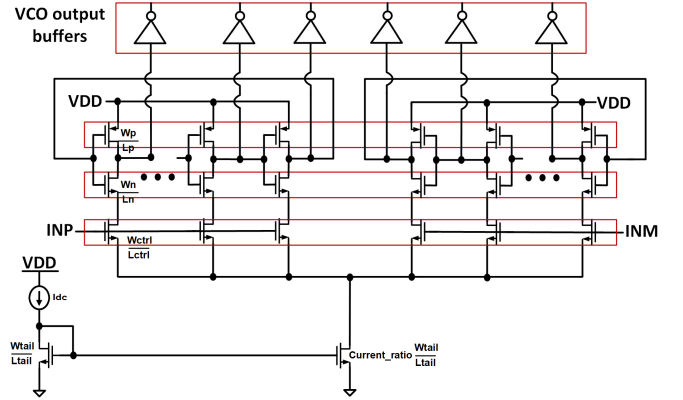 VCO output
buffers
VDD
VDD
Wp
Lp
Wn
Ln
INP
INM
Wctrl
Lctrl
VDD
Idc
Wtail
Ltail
Current_ratio
Wtail
Ltail